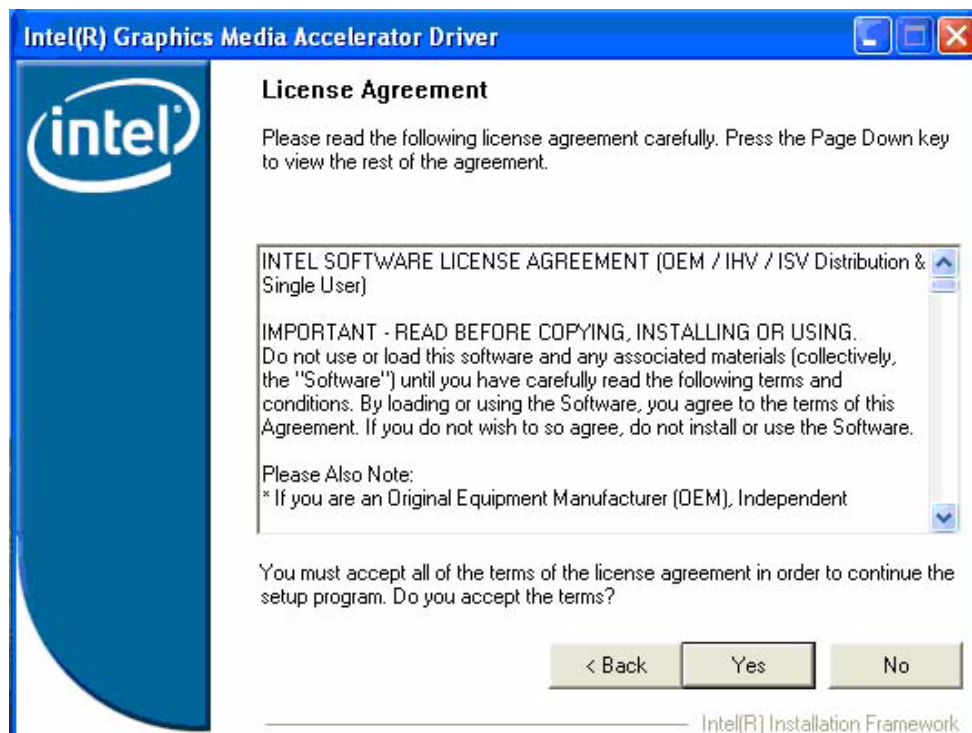 Intel(R) Graphics Media Accelerator Driver
intel
License Agreement
Please read the following license agreement carefully. Press the Page Down key
to view the rest of the agreement.
INTEL SOFTWARE LICENSE AGREEMENT (OEM / IHV / ISV Distribution &
Single User)
IMPORTANT - READ BEFORE COPYING, INSTALLING OR USING.
Do not use or load this software and any associated materials (collectively,
the "Software") until you have carefully read the following terms and
conditions. By loading or using the Software, you agree to the terms of this
Agreement. If you do not wish to so agree, do not install or use the Software.
Please Also Note:
* If you are an Original Equipment Manufacturer (OEM), Independent
You must accept all of the terms of the license agreement in order to continue the
setup program. Do you accept the terms?
< Back Yes No
Intel(R) Installation Framework